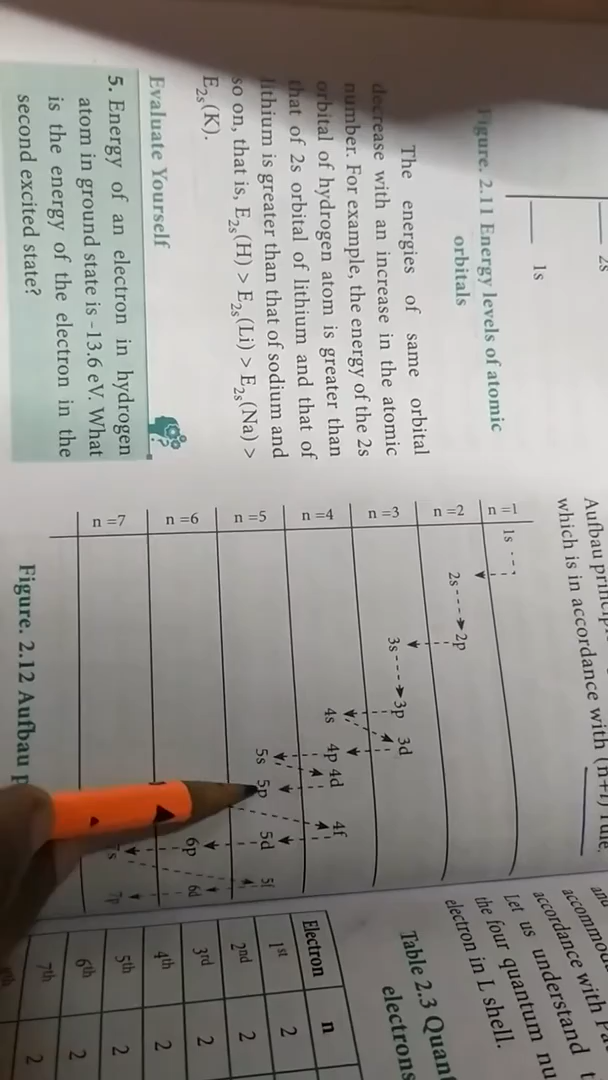 2s
1s
Figure. 2.11 Energy levels of atomic
orbitals
The energies of same orbital
decrease with an increase in the atomic
number. For example, the energy of the 2s
orbital of hydrogen atom is greater than
that of 2s orbital of lithium and that of
lithium is greater than that of sodium and
so on, that is, E2s(H) > E2s(Li) > E2s(Na) >
E2s(K).
Evaluate Yourself
?
5. Energy of an electron in hydrogen
atom in ground state is -13.6 eV. What
is the energy of the electron in the
second excited state?
which is in accordance with (n+l) rule.
n =1 1s
n =2 2s 2p
n =3 3s 3p 3d
n =4 4s 4p 4d 4f
n =5 5s 5p 5d 5f
n =6 6p 6d
n =7 7p
Figure. 2.12 Aufbau
accordance with
Let us understand
the four quantum
electron in L shell.
Table 2.3
electrons
Electron n
1st 2
2nd 2
3rd 2
4th 2
5th 2
6th 2
7th 2